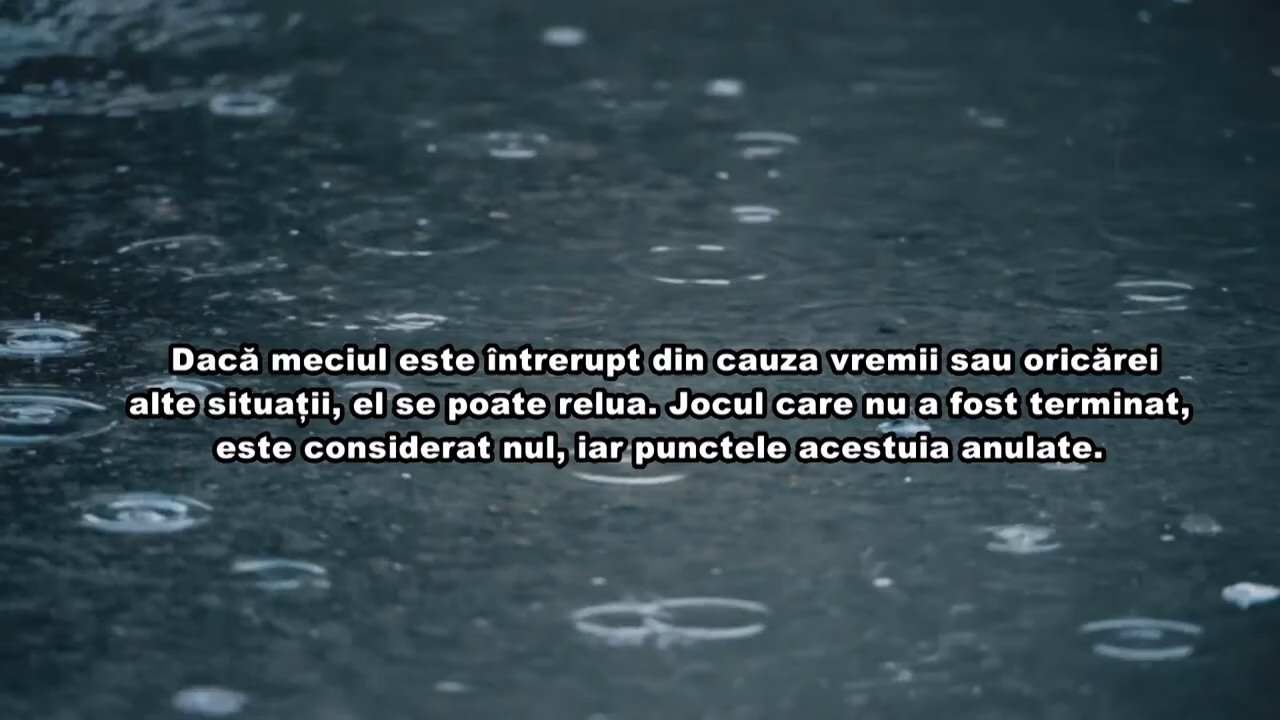 Dacă meciul este întrerupt din cauza vremii sau oricărei
alte situații, el se poate relua. Jocul care nu a fost terminat,
este considerat nul, iar punctele acestuia anulate.